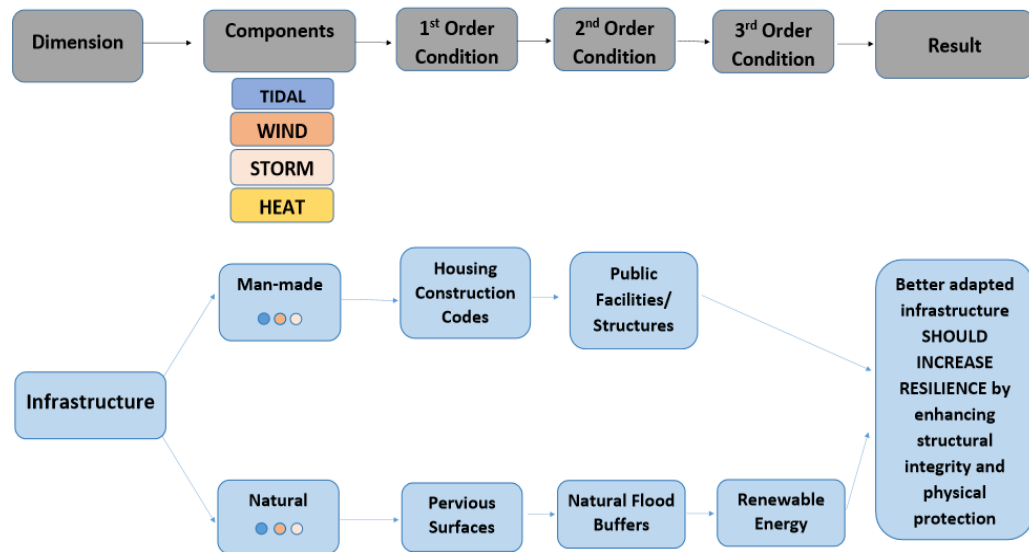 Dimension
Components
1st Order
Condition
2nd Order
Condition
3rd Order
Condition
Result
TIDAL
WIND
STORM
HEAT
Man-made
Housing
Construction
Codes
Public
Facilities/
Structures
Better adapted
infrastructure
SHOULD
INCREASE
RESILIENCE by
enhancing
structural
integrity and
physical
protection
Infrastructure
Natural
Pervious
Surfaces
Natural Flood
Buffers
Renewable
Energy